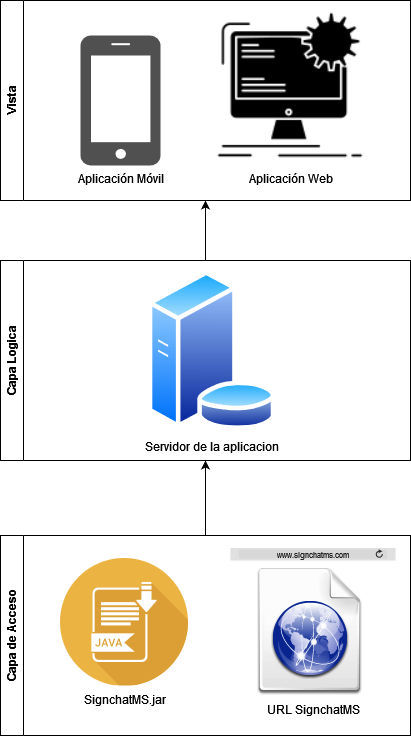 Vista
Aplicación Móvil
Aplicación Web
Capa Logica
Servidor de la aplicacion
Capa de Acceso
JAVA
SignchatMS.jar
www.signchatms.com
URL SignchatMS